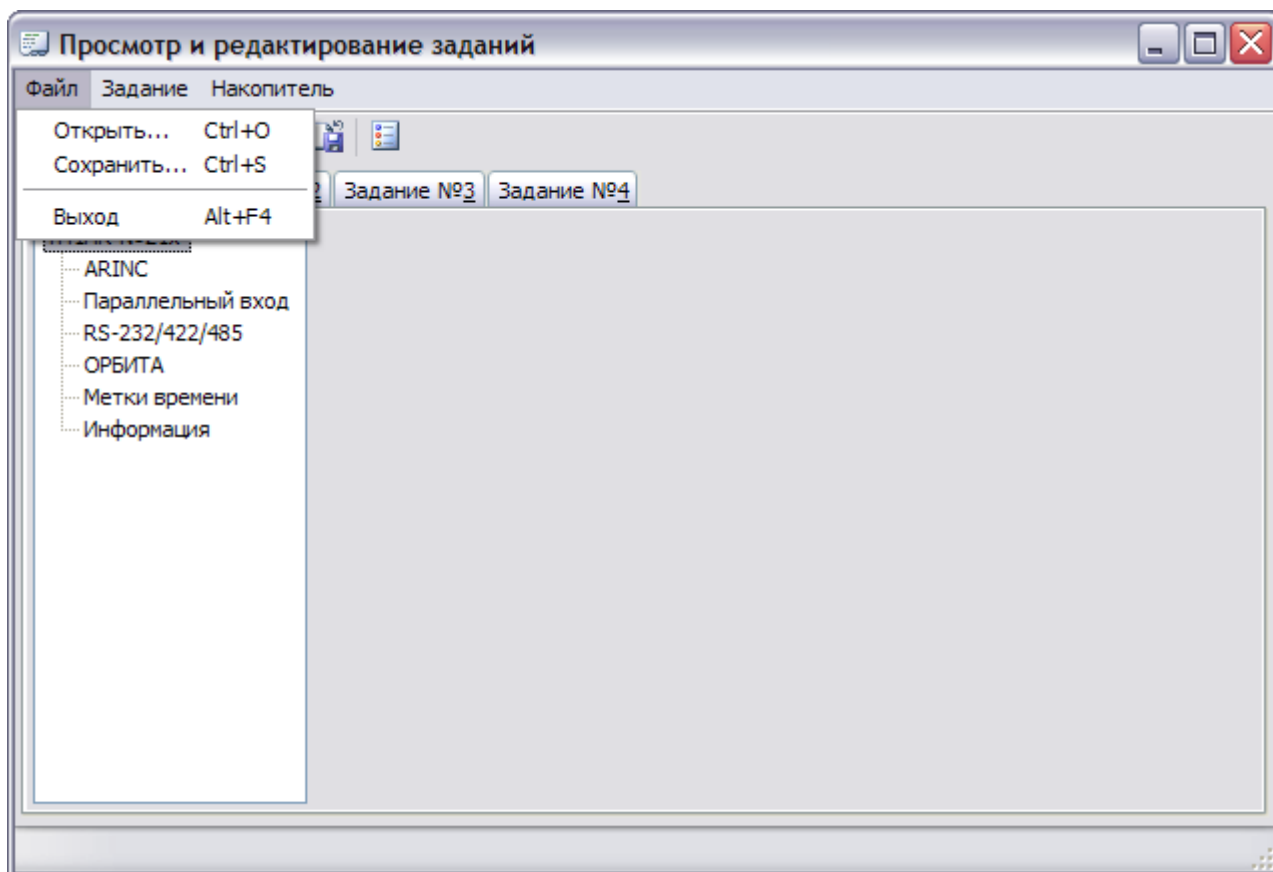 Просмотр и редактирование заданий
Файл Задание Накопитель
Открыть... Ctrl+O
Сохранить... Ctrl+S
Выход Alt+F4
2 Задание №3 Задание №4
ARINC
Параллельный вход
RS-232/422/485
ОРБИТА
Метки времени
Информация